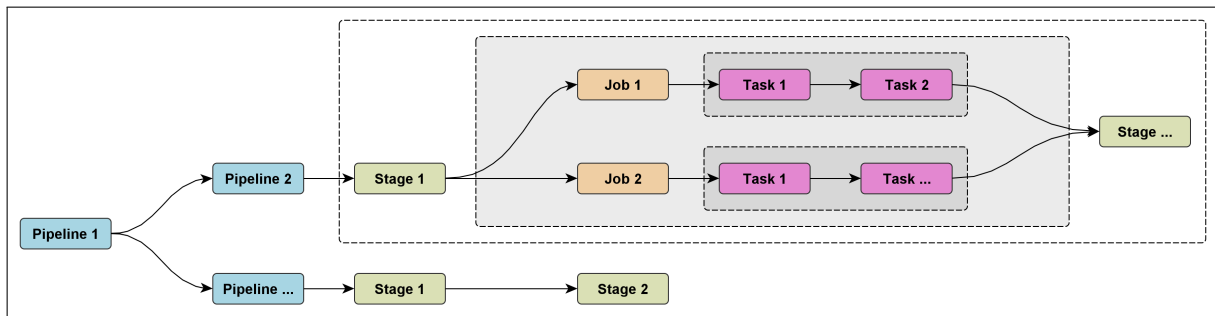 Job 1
Task 1
Task 2
Stage ...
Pipeline 2
Stage 1
Job 2
Task 1
Task ...
Pipeline 1
Pipeline ...
Stage 1
Stage 2